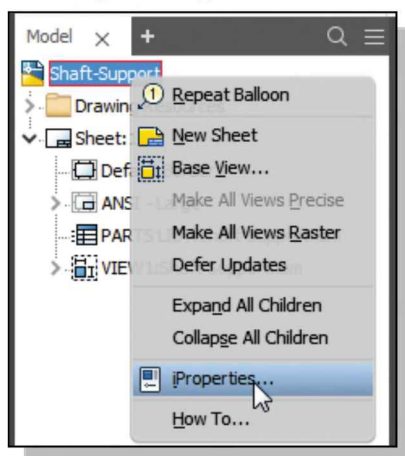 Model
Shaft-Support
Repeat Balloon
Drawin
New Sheet
Sheet:
Base View...
Def
Make All Views Precise
ANS
Make All Views Raster
PAR
Defer Updates
VIEW
Expand All Children
Collapse All Children
iProperties...
How To...